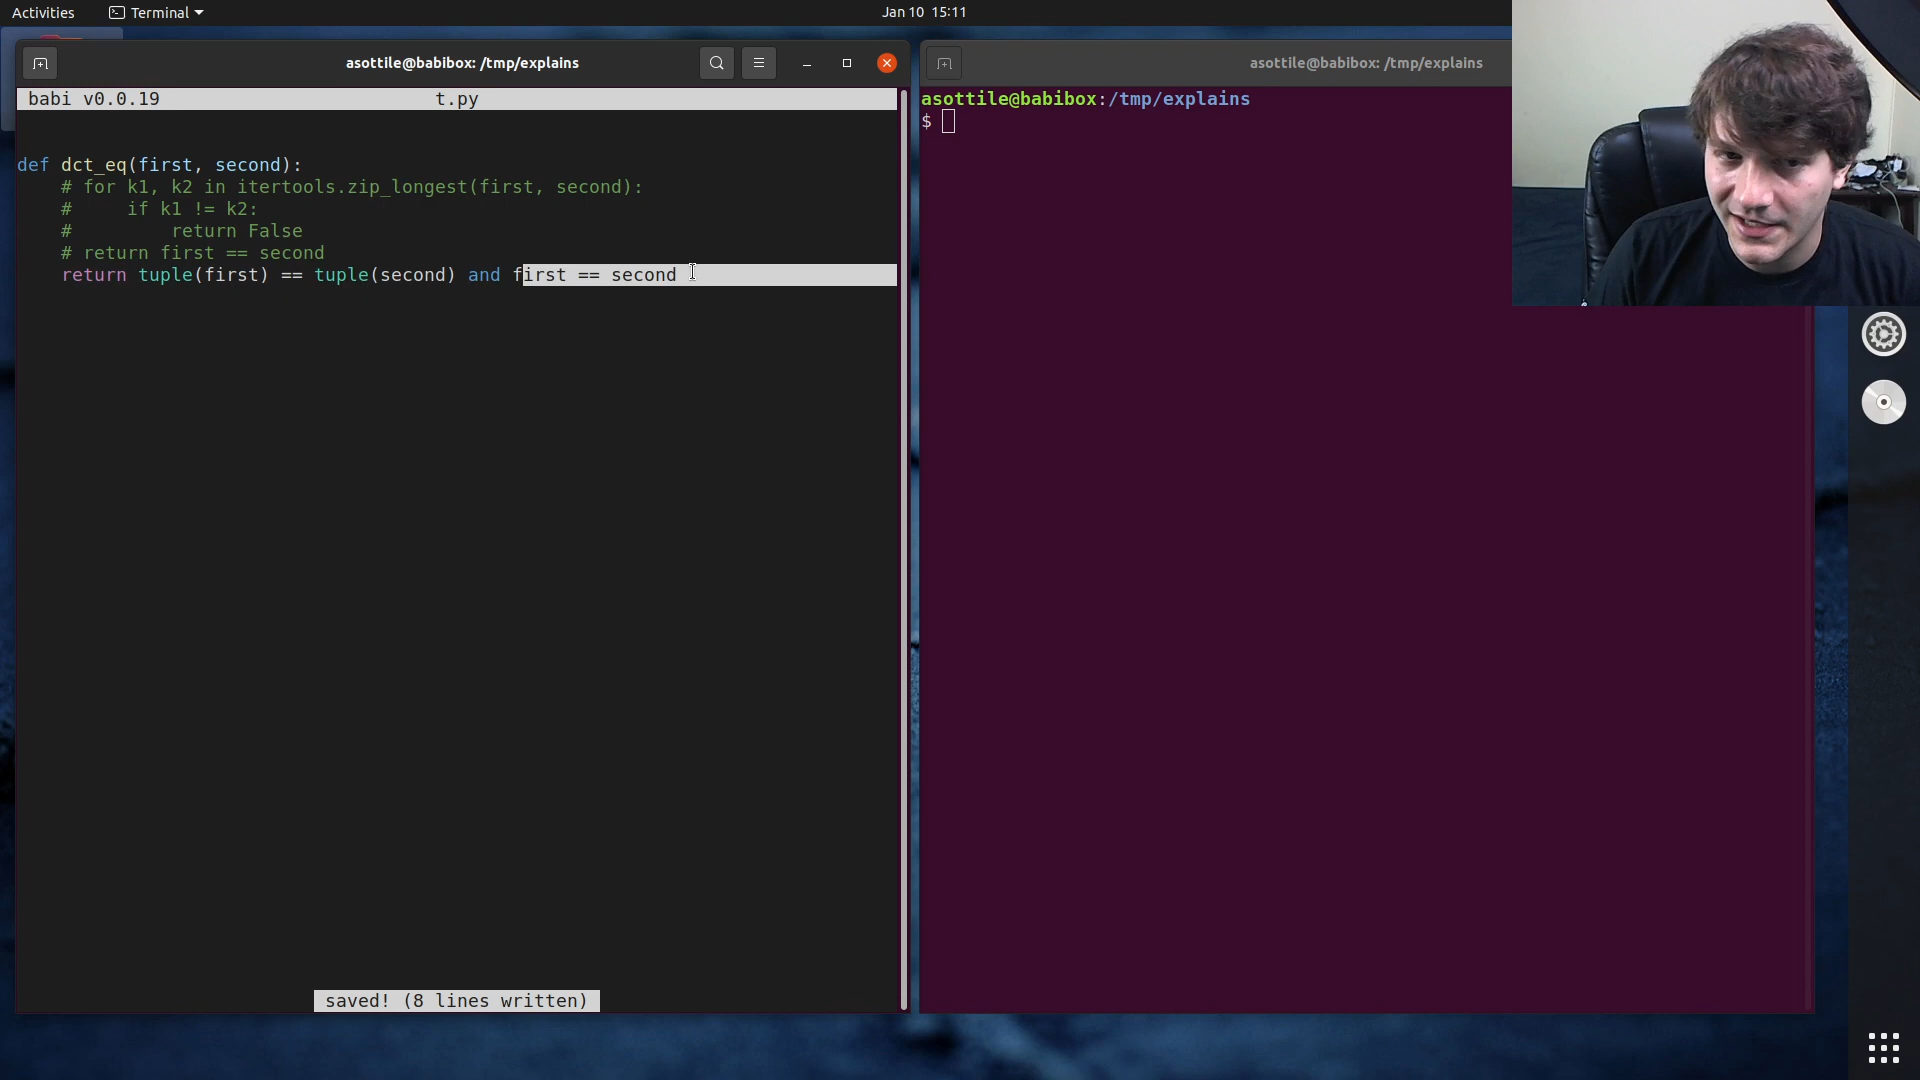 Activities
Terminal
Jan 10 15:11
asottile@babibox: /tmp/explains
babi v0.0.19
t.py
def dct_eq(first, second):
    # for k1, k2 in itertools.zip_longest(first, second):
    #     if k1 != k2:
    #         return False
    # return first == second
    return tuple(first) == tuple(second) and first == second
saved! (8 lines written)
asottile@babibox: /tmp/explains
asottile@babibox:/tmp/explains
$